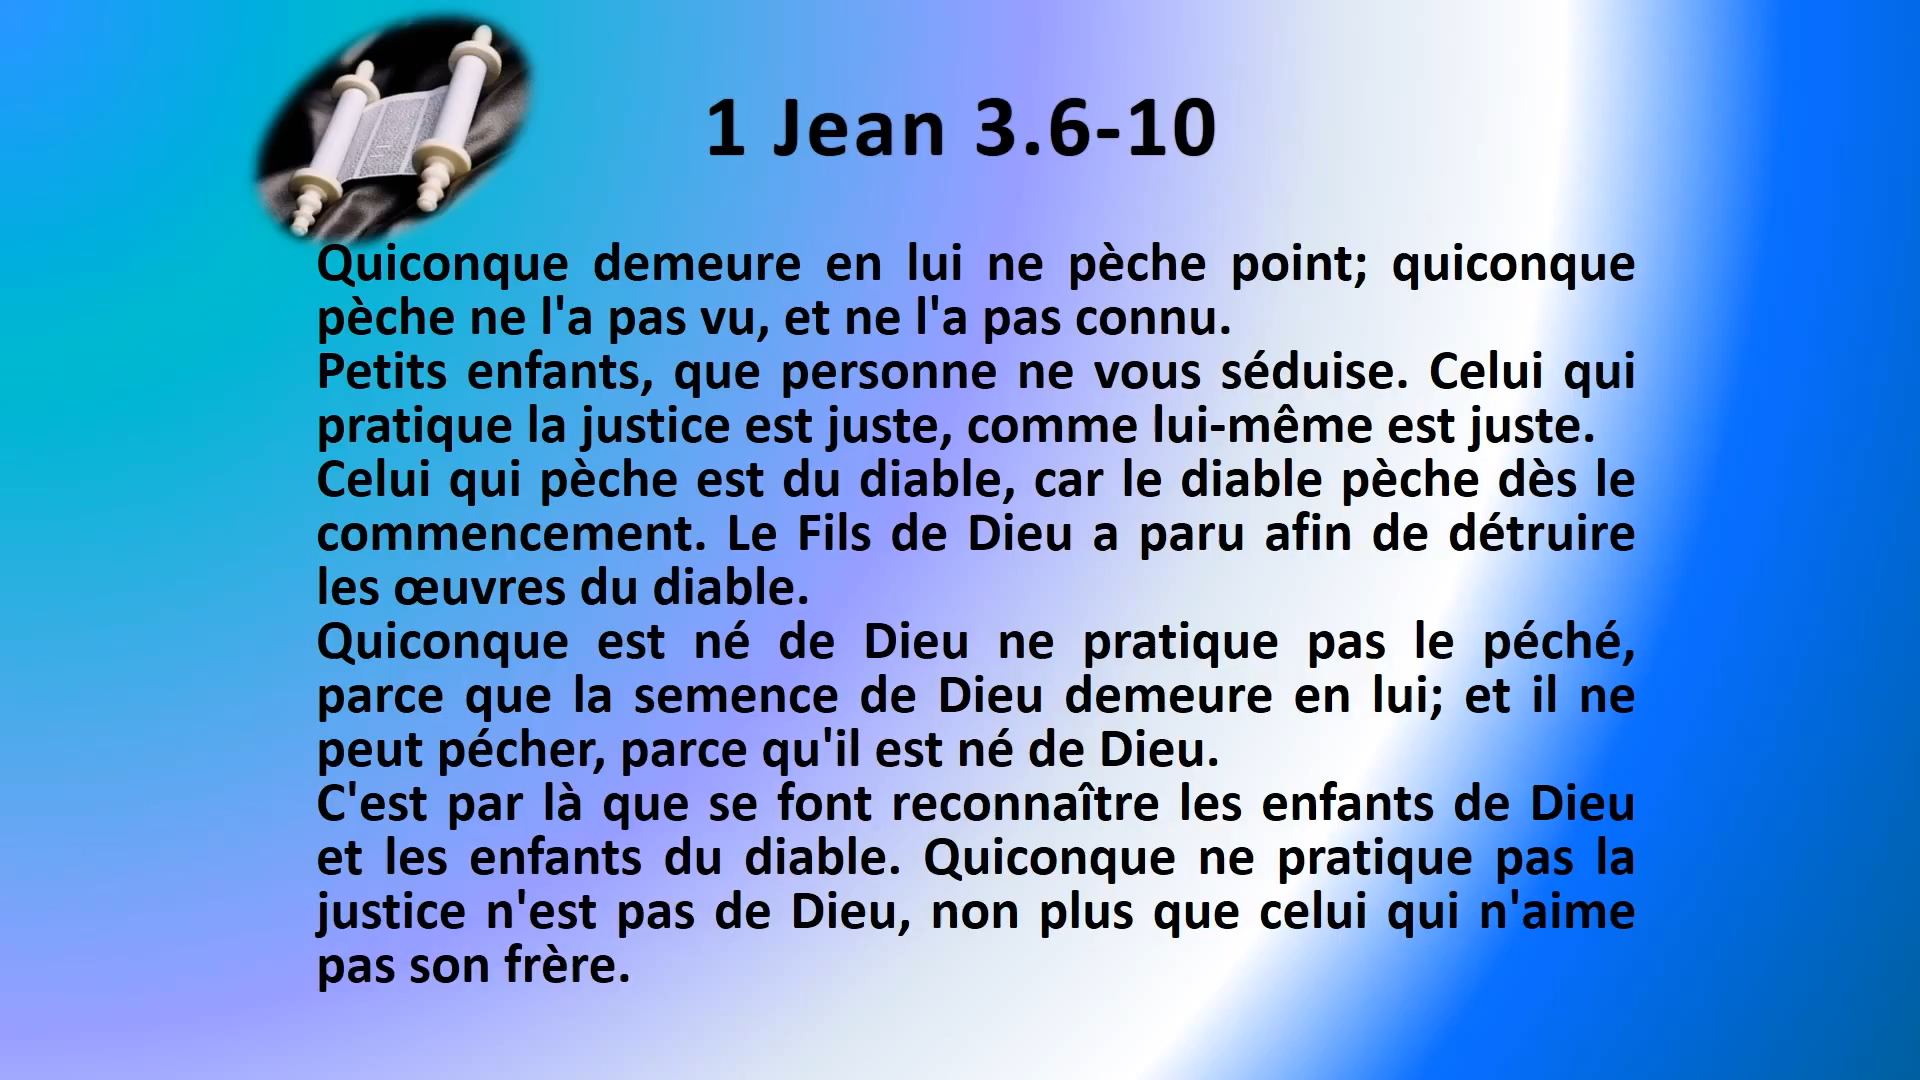 1 Jean 3.6-10
Quiconque demeure en lui ne pèche point; quiconque
pèche ne l'a pas vu, et ne l'a pas connu.
Petits enfants, que personne ne vous séduise. Celui qui
pratique la justice est juste, comme lui-même est juste.
Celui qui pèche est du diable, car le diable pèche dès le
commencement. Le Fils de Dieu a paru afin de détruire
les œuvres du diable.
Quiconque est né de Dieu ne pratique pas le péché,
parce que la semence de Dieu demeure en lui; et il ne
peut pécher, parce qu'il est né de Dieu.
C'est par là que se font reconnaître les enfants de Dieu
et les enfants du diable. Quiconque ne pratique pas la
justice n'est pas de Dieu, non plus que celui qui n'aime
pas son frère.